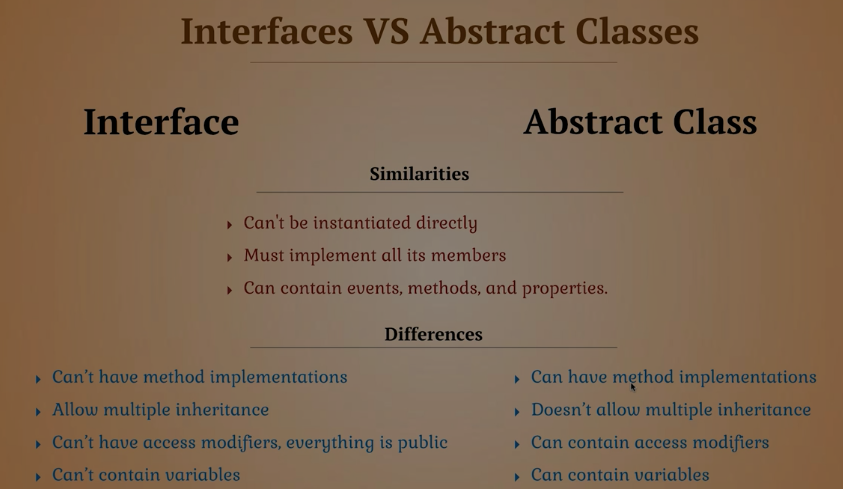 Interfaces VS Abstract Classes
Interface
Abstract Class
Similarities
Can't be instantiated directly
Must implement all its members
Can contain events, methods, and properties.
Differences
Can't have method implementations
Allow multiple inheritance
Can't have access modifiers, everything is public
Can't contain variables
Can have method implementations
Doesn't allow multiple inheritance
Can contain access modifiers
Can contain variables